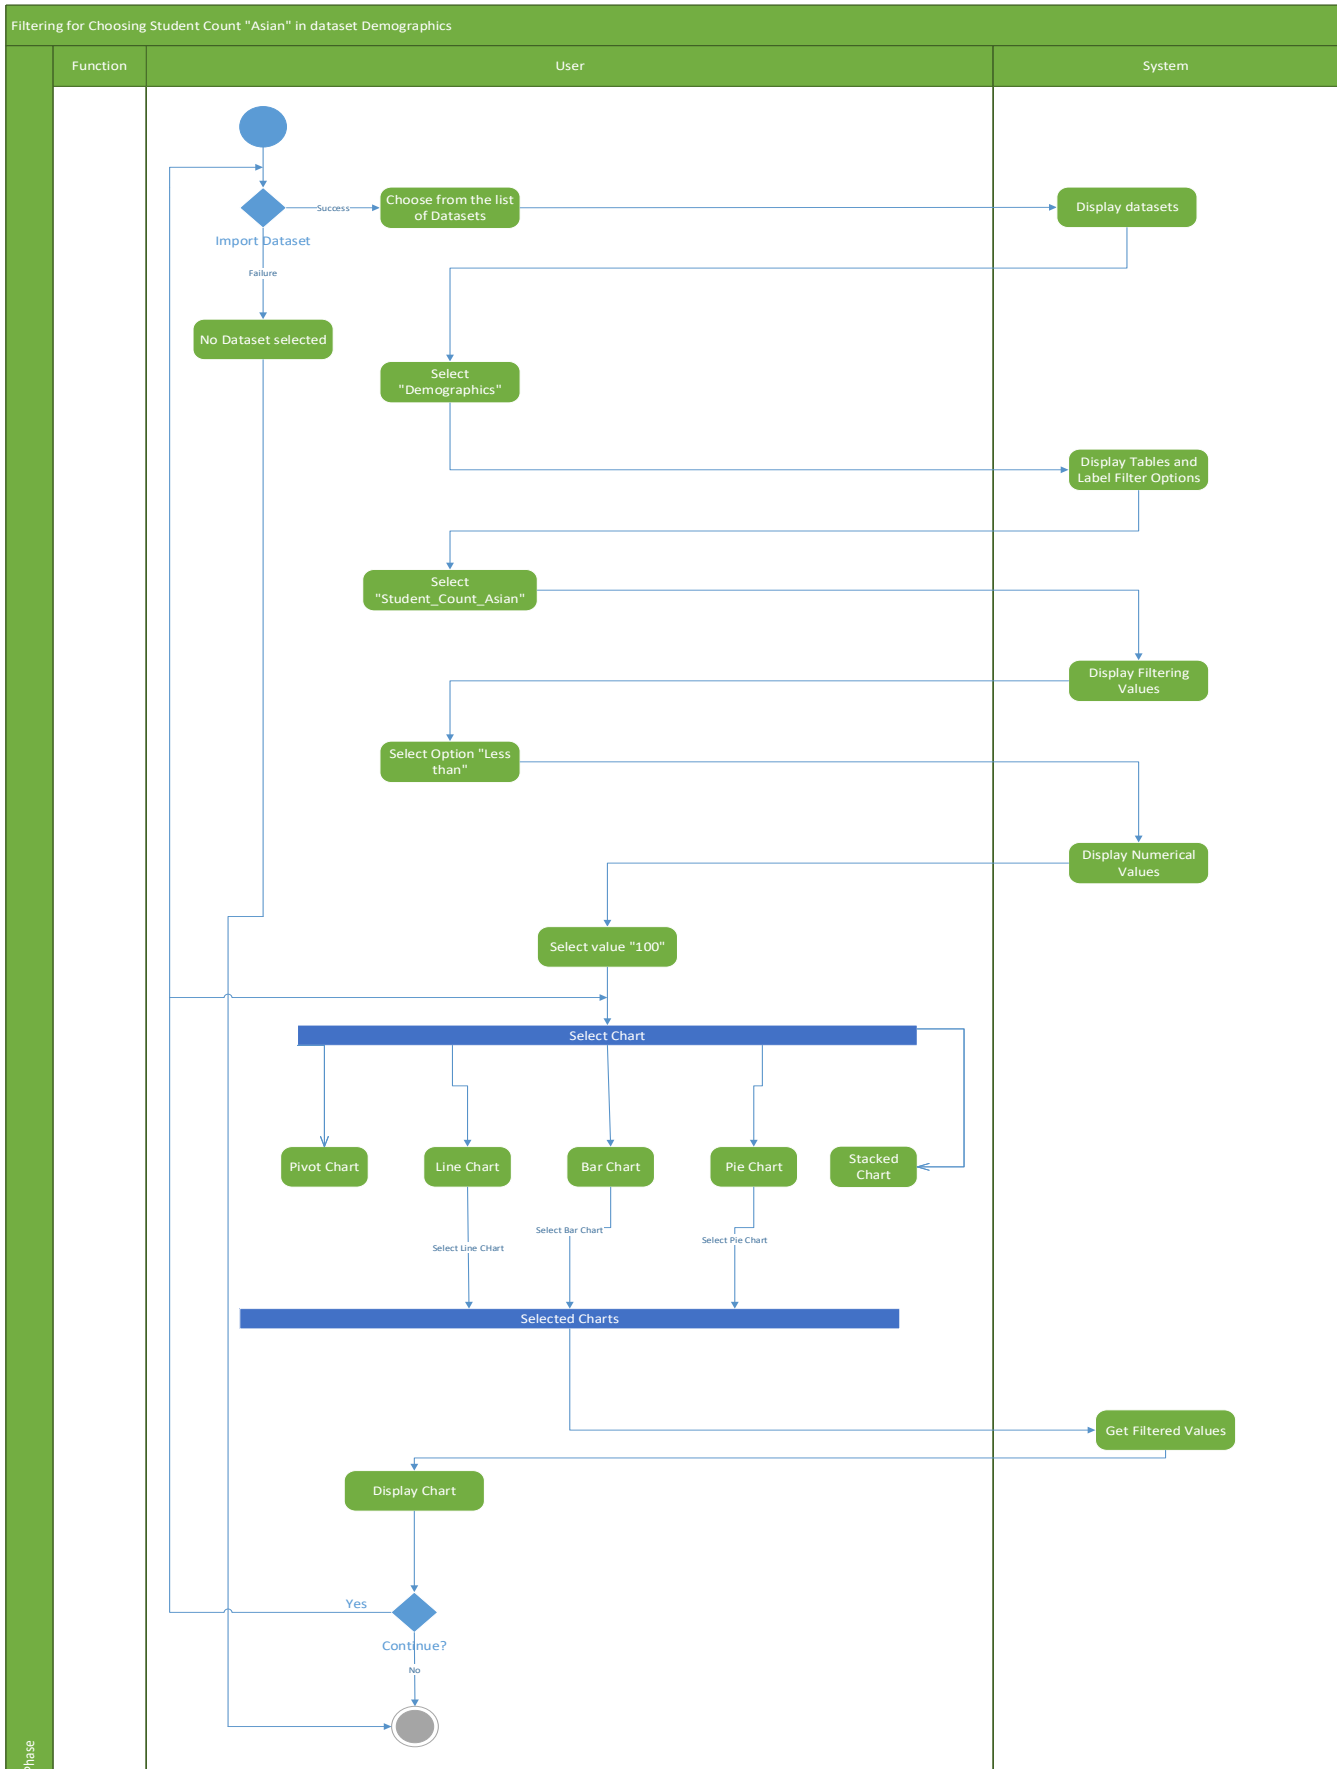 Filtering for Choosing Student Count "Asian" in dataset Demographics
Function
User
System
Success
Choose from the list
of Datasets
Display datasets
Import Dataset
Failure
No Dataset selected
Select
"Demographics"
Display Tables and
Label Filter Options
Select
"Student_Count_Asian"
Display Filtering
Values
Select Option "Less
than"
Display Numerical
Values
Select value "100"
Select Chart
Pivot Chart
Line Chart
Bar Chart
Pie Chart
Stacked
Chart
Select Bar Chart
Select Pie Chart
Select Line CHart
Selected Charts
Get Filtered Values
Display Chart
Yes
Continue?
No
Phase